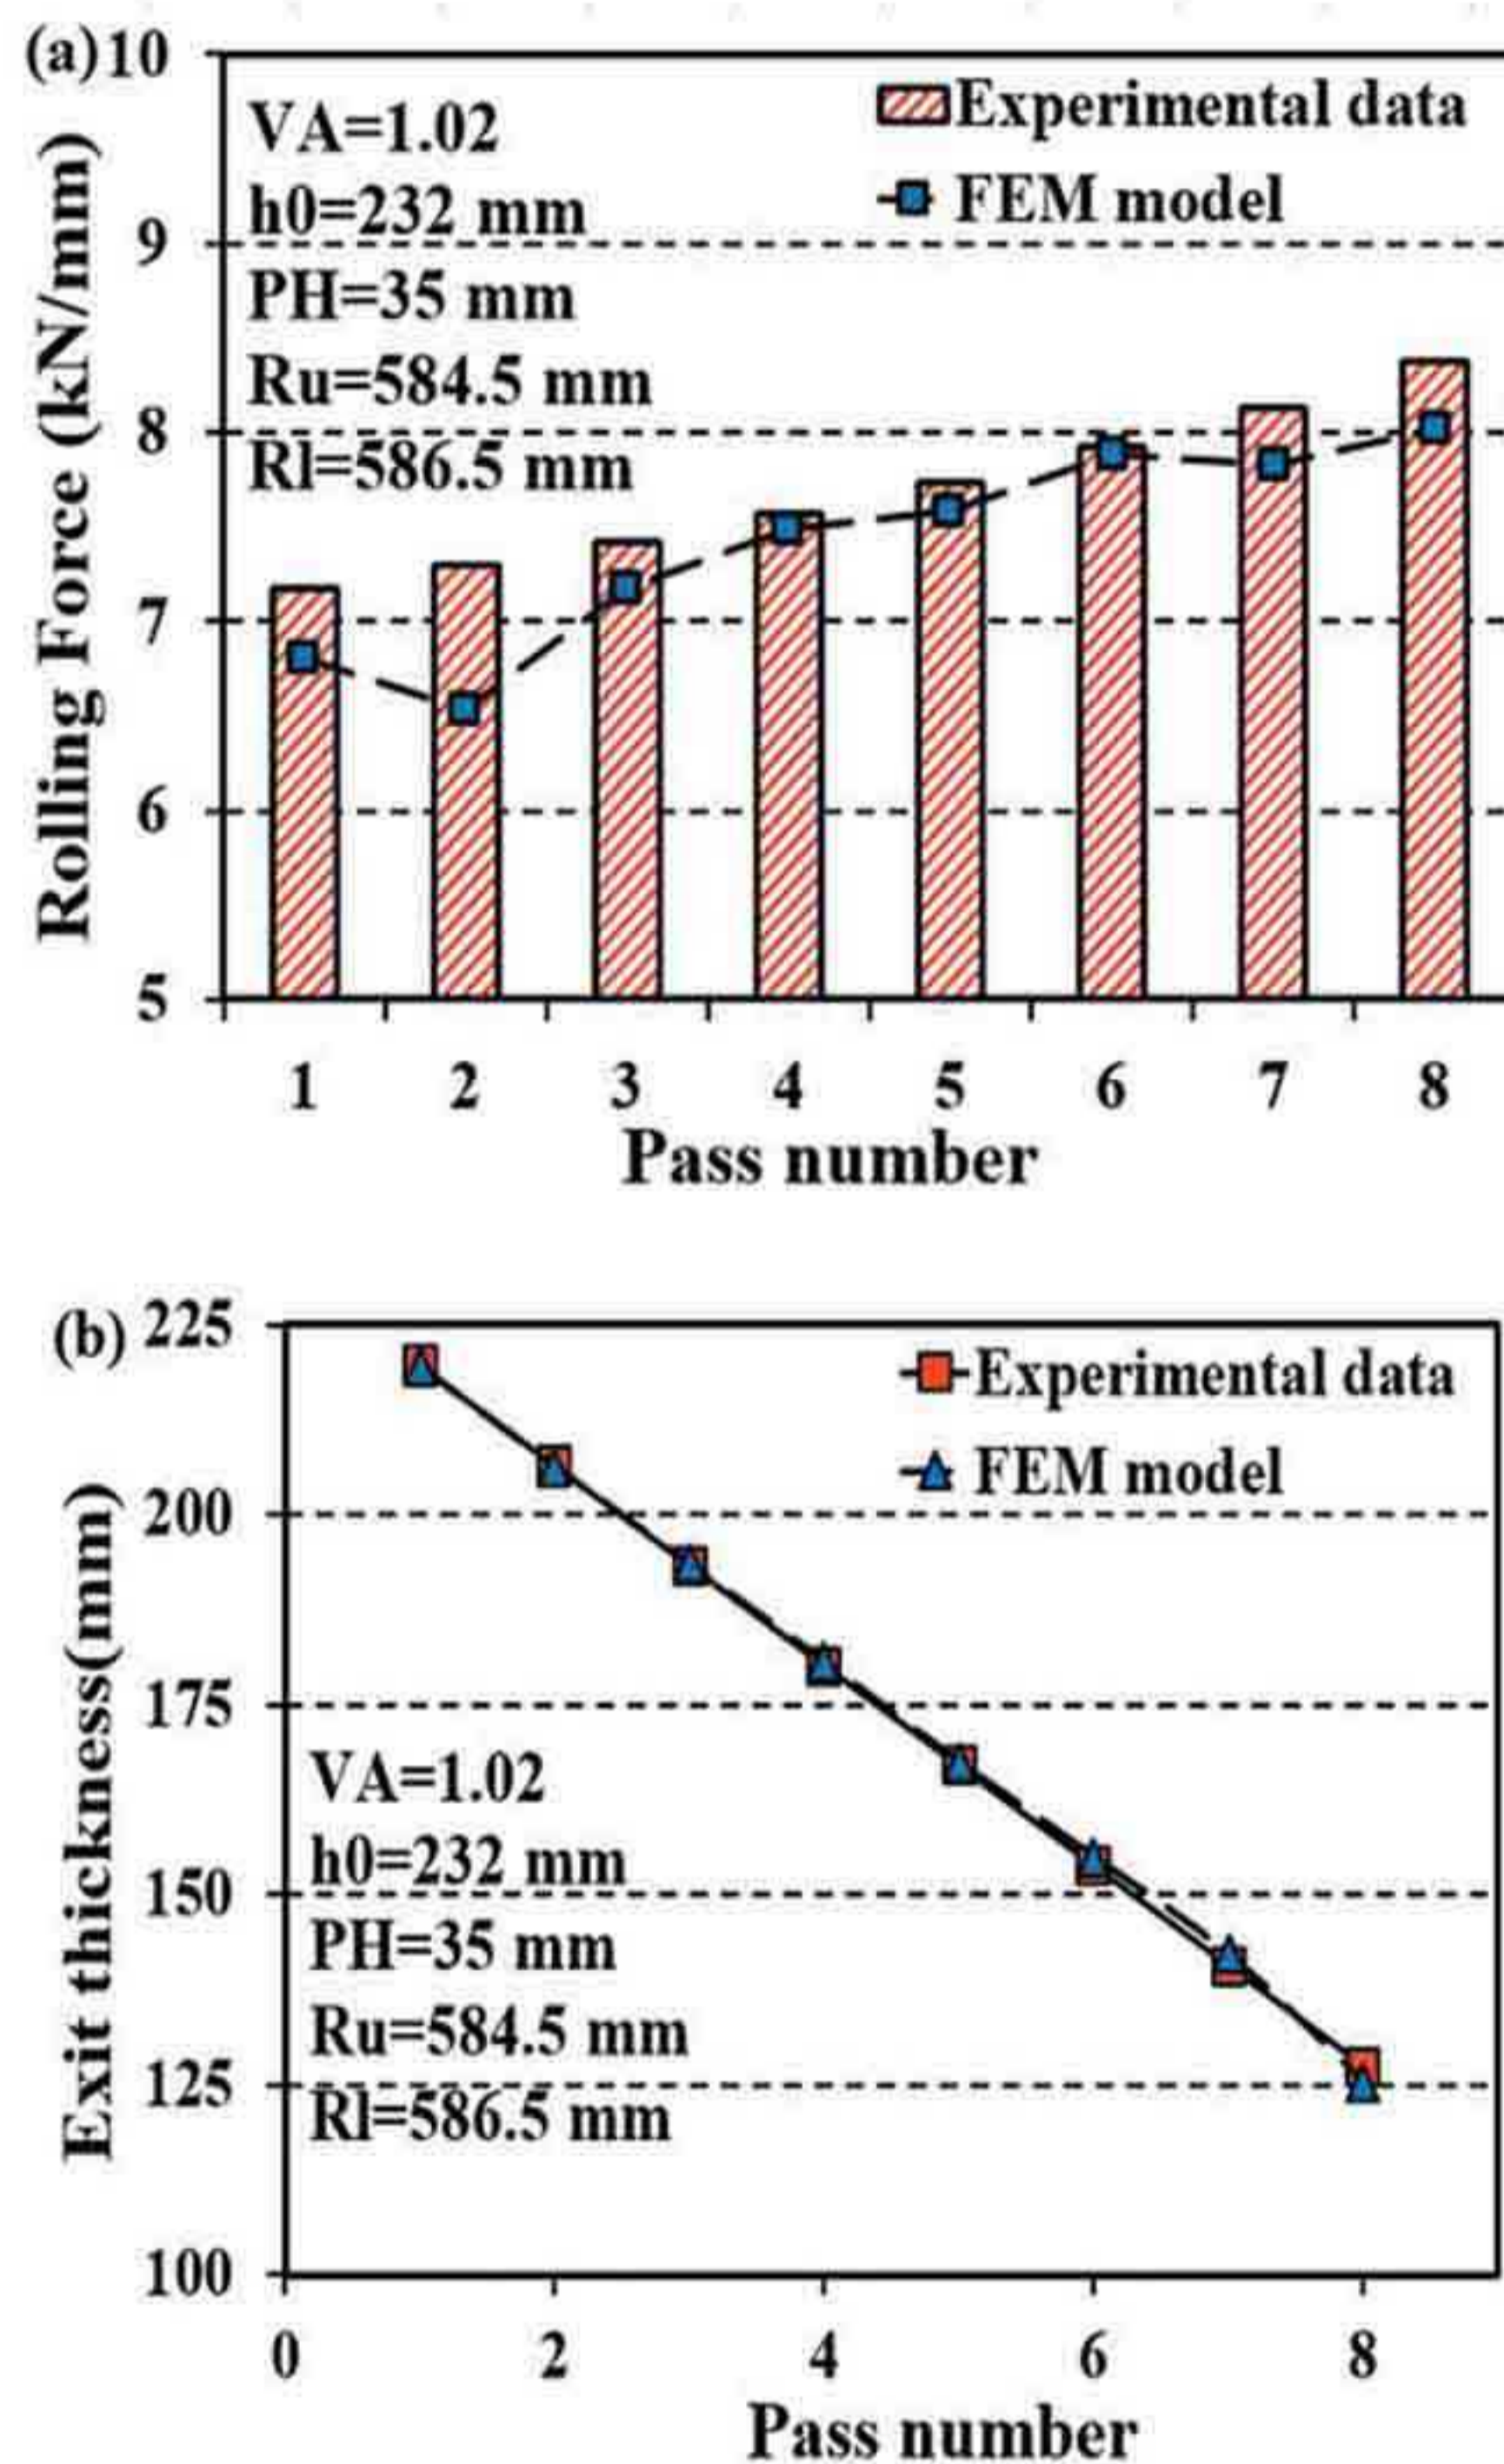 (a)
10
9
8
7
6
5
Rolling Force (kN/mm)
VA=1.02
h0=232 mm
PH=35 mm
Ru=584.5 mm
Rl=586.5 mm
Experimental data
FEM model
1 2 3 4 5 6 7 8
Pass number
(b)
225
200
175
150
125
100
Exit thickness(mm)
Experimental data
FEM model
VA=1.02
h0=232 mm
PH=35 mm
Ru=584.5 mm
Rl=586.5 mm
0 2 4 6 8
Pass number